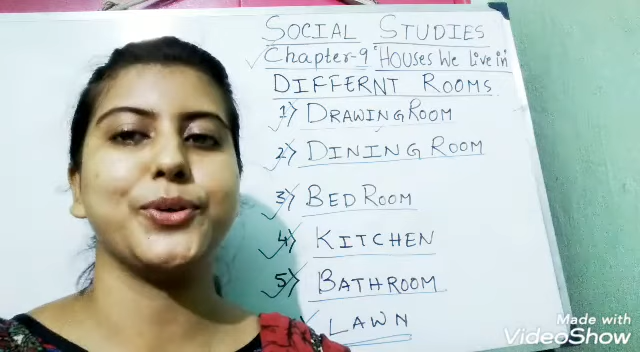 SOCIAL STUDIES
Chapter-9 "HOUSES WE Live in
DIFFERNT ROOMS
1) DRAWING ROOM
2) DINING ROOM
3) BED ROOM
4) KITCHEN
5) BATHROOM
LAWN
Made with
VideoShow